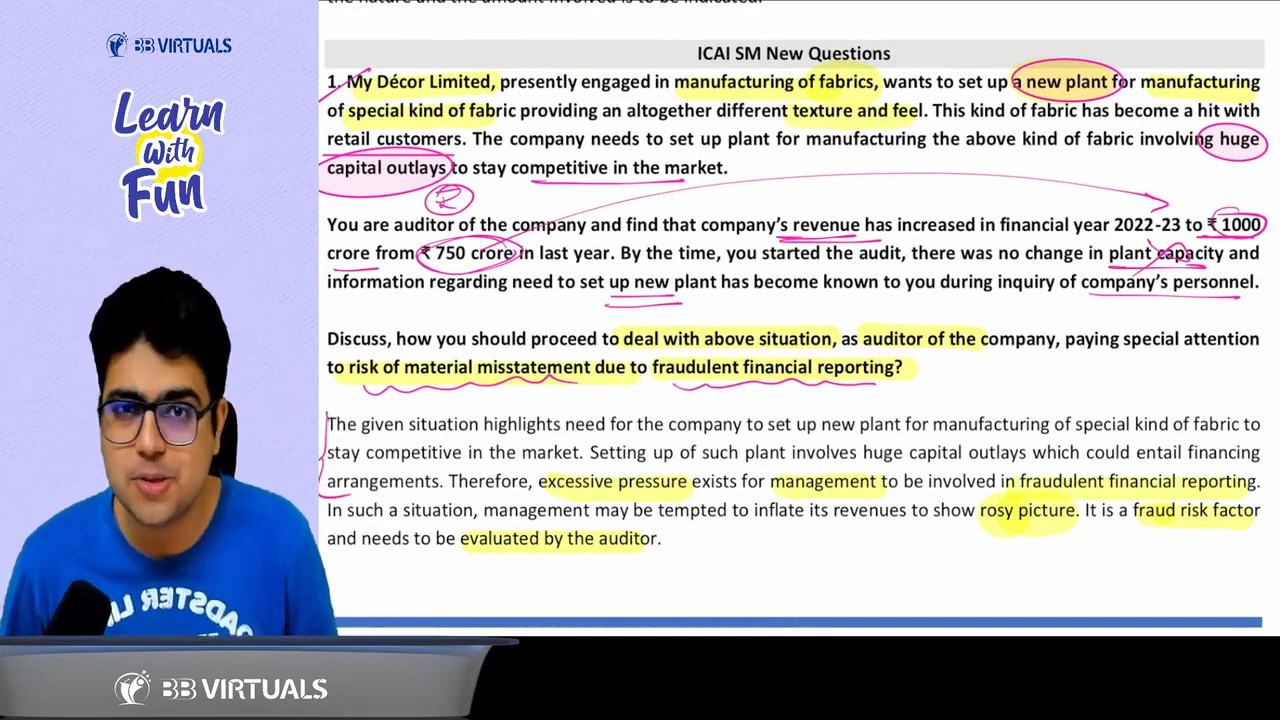 the nature and the amount involved is to be indicated.
BB VIRTUALS
Learn
With
Fun
ICAI SM New Questions
1. My Décor Limited, presently engaged in manufacturing of fabrics, wants to set up a new plant for manufacturing
of special kind of fabric providing an altogether different texture and feel. This kind of fabric has become a hit with
retail customers. The company needs to set up plant for manufacturing the above kind of fabric involving huge
capital outlays to stay competitive in the market.
You are auditor of the company and find that company's revenue has increased in financial year 2022-23 to ₹ 1000
crore from ₹ 750 crore in last year. By the time, you started the audit, there was no change in plant capacity and
information regarding need to set up new plant has become known to you during inquiry of company's personnel.
Discuss, how you should proceed to deal with above situation, as auditor of the company, paying special attention
to risk of material misstatement due to fraudulent financial reporting?
The given situation highlights need for the company to set up new plant for manufacturing of special kind of fabric to
stay competitive in the market. Setting up of such plant involves huge capital outlays which could entail financing
arrangements. Therefore, excessive pressure exists for management to be involved in fraudulent financial reporting.
In such a situation, management may be tempted to inflate its revenues to show rosy picture. It is a fraud risk factor
and needs to be evaluated by the auditor.
BB VIRTUALS